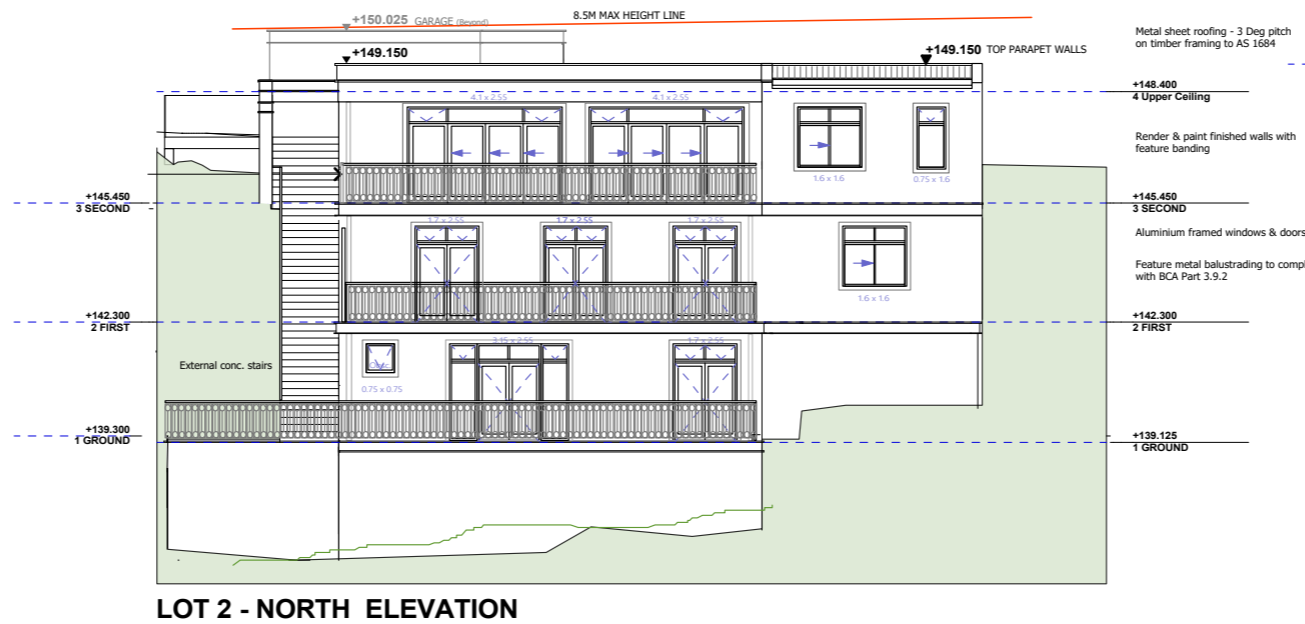 8.5M MAX HEIGHT LINE
+150.025 GARAGE (Beyond)
+149.150
+149.150 TOP PARAPET WALLS
Metal sheet roofing - 3 Deg pitch
on timber framing to AS 1684
+148.400
4 Upper Ceiling
4.1 x 2.55
4.1 x 2.55
Render & paint finished walls with
feature banding
1.6 x 1.6
0.75 x 1.6
+145.450
3 SECOND
+145.450
3 SECOND
1.7 x 2.55
1.7 x 2.55
1.7 x 2.55
Aluminium framed windows & doors
Feature metal balustrading to compl
with BCA Part 3.9.2
1.6 x 1.6
+142.300
2 FIRST
+142.300
2 FIRST
3.15 x 2.55
1.7 x 2.55
External conc. stairs
0.75 x 0.75
+139.300
1 GROUND
+139.125
1 GROUND
LOT 2 - NORTH ELEVATION